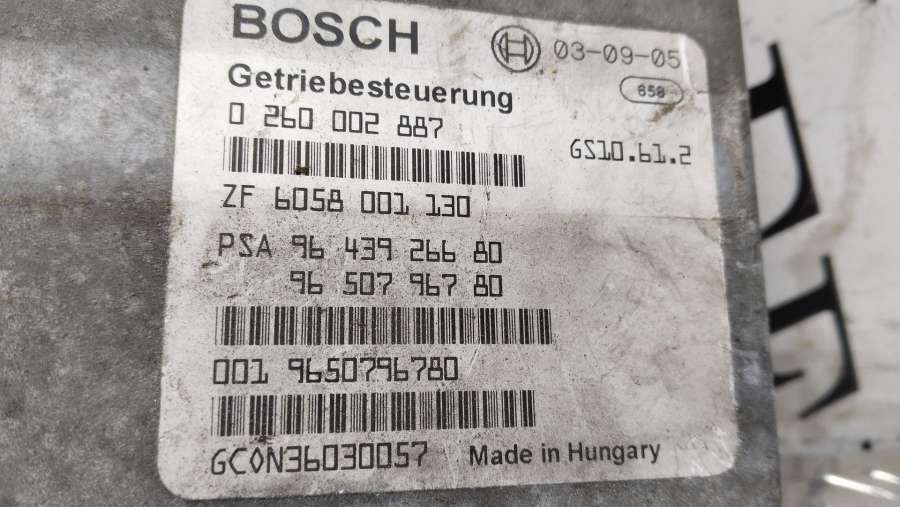 BOSCH
03-09-05
Getriebesteuerung
658
0 260 002 887
GS10.61.2
ZF 6058 001 130
PSA 96 439 266 80
96 507 967 80
001 9650796780
GC0N36030057
Made in Hungary